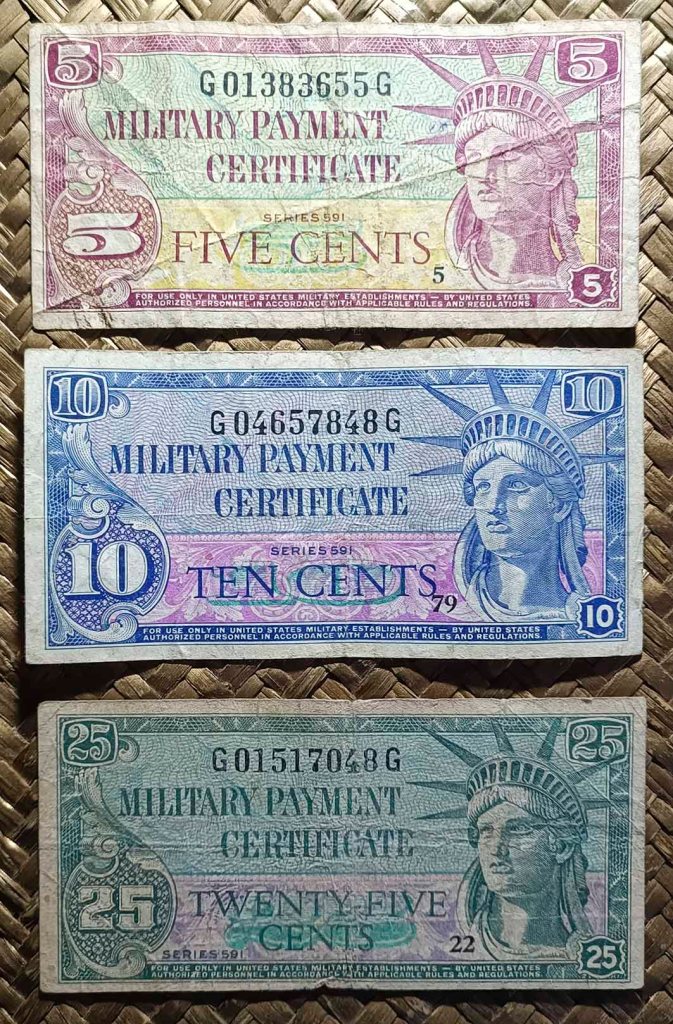 5 5
G01383655G
MILITARY PAYMENT
CERTIFICATE
SERIES 591
5 FIVE CENTS
5
5
FOR USE ONLY IN UNITED STATES MILITARY ESTABLISHMENTS — BY UNITED STATES
AUTHORIZED PERSONNEL IN ACCORDANCE WITH APPLICABLE RULES AND REGULATIONS.
10 10
G04657848G
MILITARY PAYMENT
CERTIFICATE
SERIES 591
10 TEN CENTS
79
10
FOR USE ONLY IN UNITED STATES MILITARY ESTABLISHMENTS — BY UNITED STATES
AUTHORIZED PERSONNEL IN ACCORDANCE WITH APPLICABLE RULES AND REGULATIONS.
25 25
G01517048G
MILITARY PAYMENT
CERTIFICATE
25 TWENTY-FIVE
CENTS
22
SERIES 591
25
FOR USE ONLY IN UNITED STATES MILITARY ESTABLISHMENTS — BY UNITED STATES
AUTHORIZED PERSONNEL IN ACCORDANCE WITH APPLICABLE RULES AND REGULATIONS.